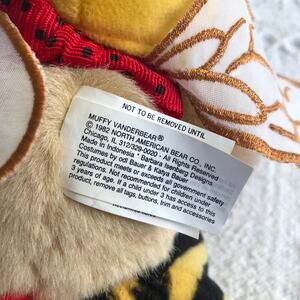 NOT TO BE REMOVED UNTIL
MUFFY VANDERBEAR®
© 1982 NORTH AMERICAN BEAR CO., INC.
Chicago, IL 312/329-0020 - All Rights Reserved
Made in Indonesia * Barbara Isenberg Designs
Costumes by odl Bauer & Katya Bauer
This product meets or exceeds all government safety
regulations. Not recommended for children under
3 years of age. If a child under 3 has access to this
product, remove all tags, buttons, trim and accessories